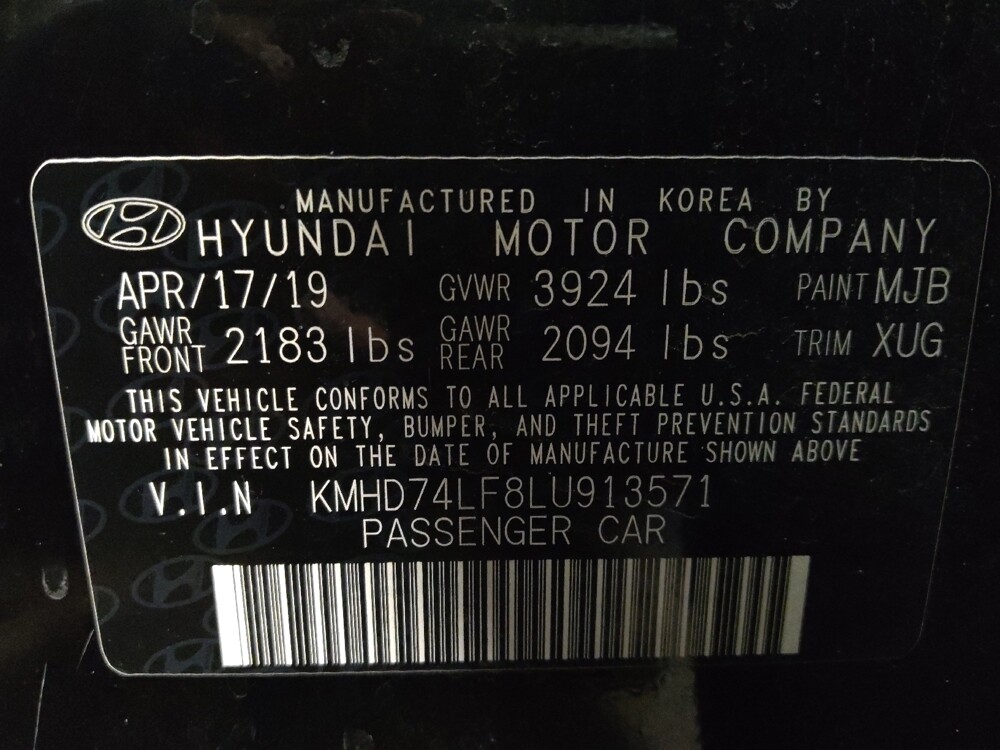 MANUFACTURED IN KOREA BY
HYUNDAI MOTOR COMPANY
APR/17/19 GVWR 3924 lbs PAINT MJB
GAWR FRONT 2183 lbs GAWR REAR 2094 lbs TRIM XUG
THIS VEHICLE CONFORMS TO ALL APPLICABLE U.S.A. FEDERAL
MOTOR VEHICLE SAFETY, BUMPER, AND THEFT PREVENTION STANDARDS
IN EFFECT ON THE DATE OF MANUFACTURE SHOWN ABOVE
V.I.N KMHD74LF8LU913571
PASSENGER CAR